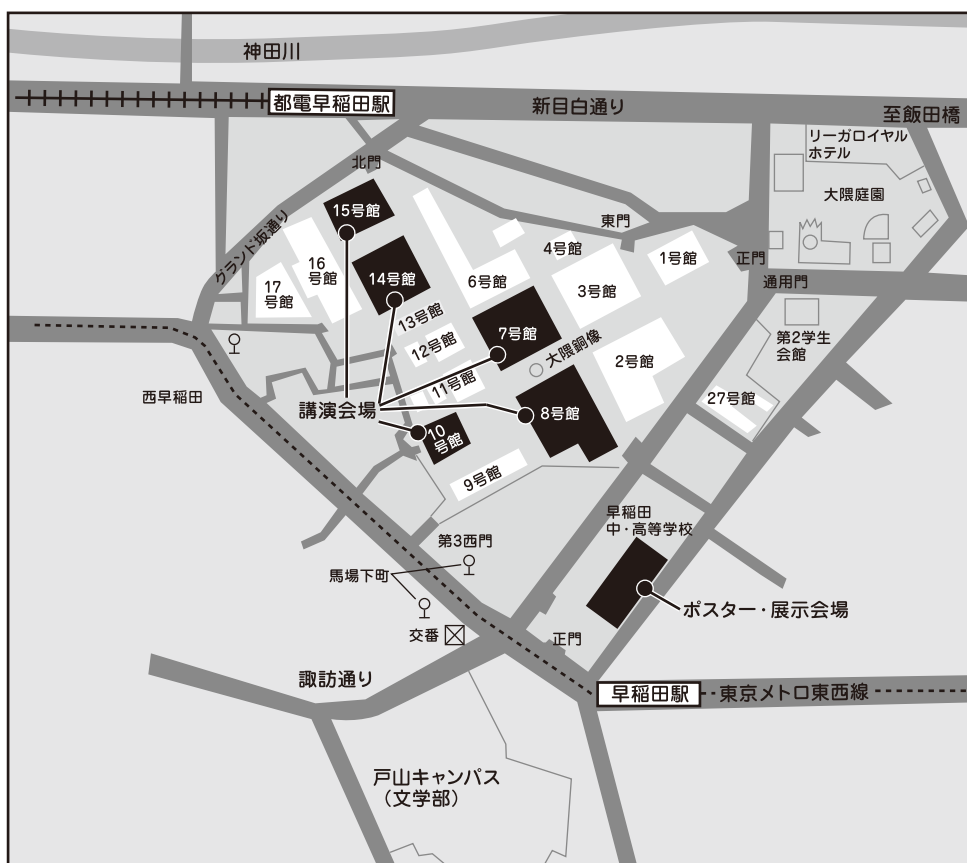 神田川
都電早稲田駅
新目白通り
至飯田橋
リーガロイヤル
ホテル
北門
大隈庭園
15号館
東門
グランド坂通り
4号館
正門
1号館
16
号館
14号館
6号館
通用門
17
号館
3号館
13号館
7号館
大隈銅像
第2学生
会館
12号館
2号館
11号館
西早稲田
27号館
講演会場
8号館
10
号館
9号館
早稲田
中・高等学校
第3西門
馬場下町
ポスター・展示会場
交番
正門
諏訪通り
早稲田駅
東京メトロ東西線
戸山キャンパス
（文学部）